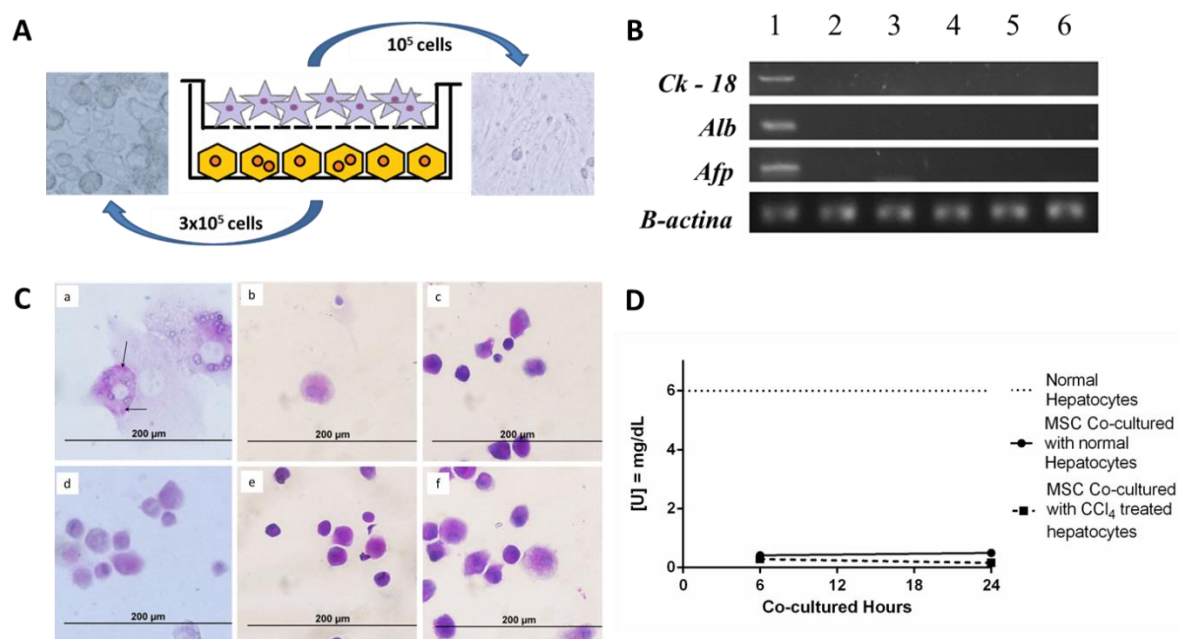 A
10⁵ cells
3x10⁵ cells
B
1 2 3 4 5 6
Ck - 18
Alb
Afp
B-actina
C
a
200 µm
b
200 µm
c
200 µm
d
200 µm
e
200 µm
f
200 µm
D
[U] = mg/dL
6
4
2
0
0 6 12 18 24
Co-cultured Hours
Normal
Hepatocytes
MSC Co-cultured
with normal
Hepatocytes
MSC Co-cultured
with CCl₄ treated
hepatocytes